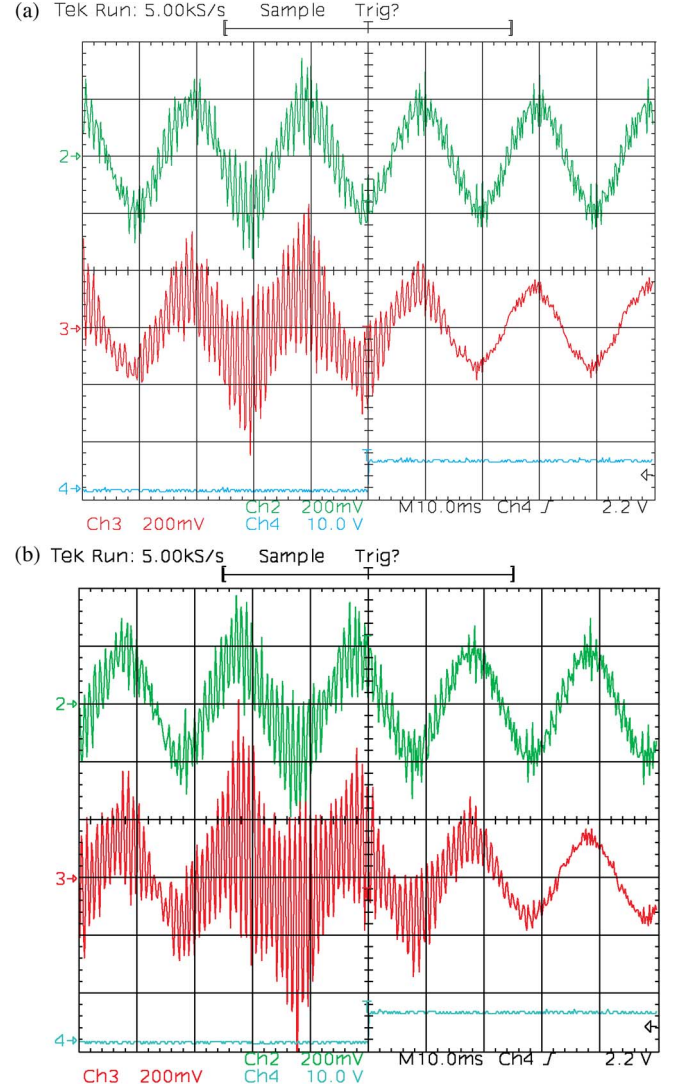 (a) Tek Run: 5.00kS/s Sample Trig?
2
3
4
Ch2 200mV M10.0ms Ch4 2.2 V
Ch3 200mV Ch4 10.0 V
(b) Tek Run: 5.00kS/s Sample Trig?
2
3
4
Ch2 200mV M10.0ms Ch4 2.2 V
Ch3 200mV Ch4 10.0 V